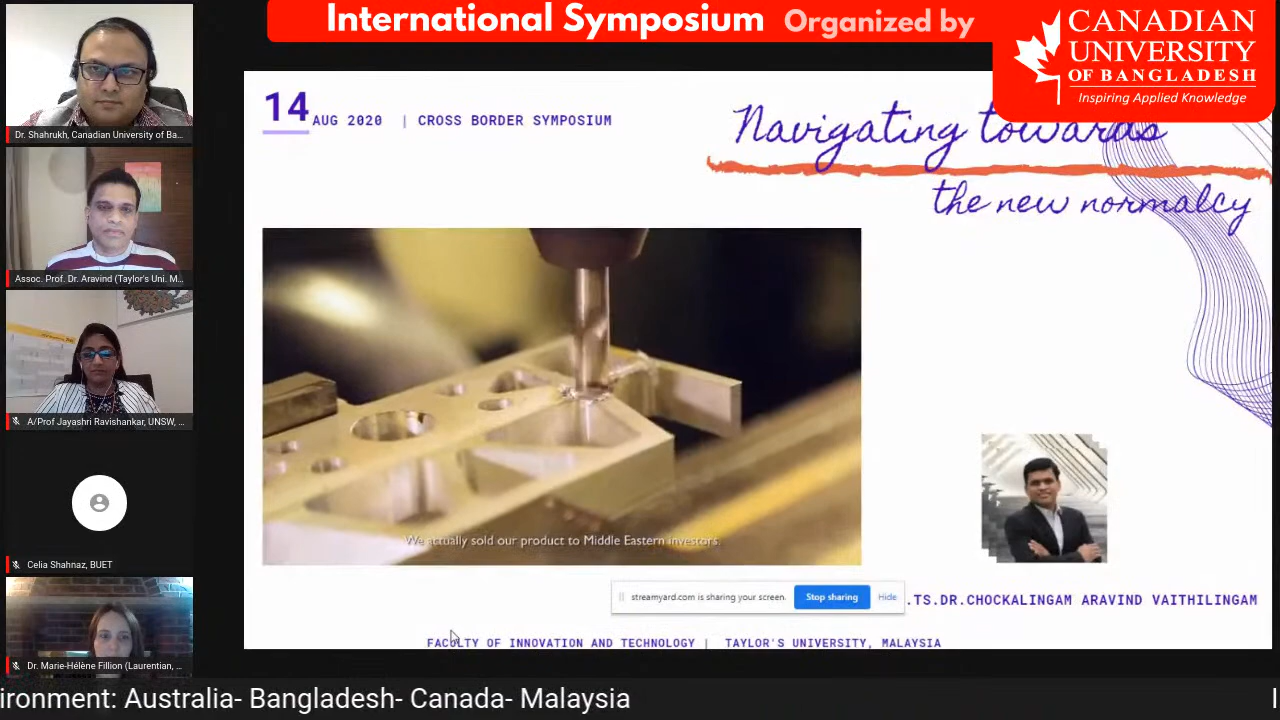 International Symposium Organized by
CANADIAN
UNIVERSITY
OF BANGLADESH
Inspiring Applied Knowledge
Dr. Shahrukh, Canadian University of Ba...
Assoc. Prof. Dr. Aravind (Taylor's Uni. M...
A/Prof Jayashri Ravishankar, UNSW, ...
Celia Shahnaz, BUET
Dr. Marie-Hélène Fillion (Laurentian, ...
14 AUG 2020 | CROSS BORDER SYMPOSIUM
Navigating towards
the new normalcy
We actually sold our product to Middle Eastern investors.
streamyard.com is sharing your screen. Stop sharing Hide
.TS.DR.CHOCKALINGAM ARAVIND VAITHILINGAM
FACULTY OF INNOVATION AND TECHNOLOGY | TAYLOR'S UNIVERSITY, MALAYSIA
ironment: Australia- Bangladesh- Canada- Malaysia